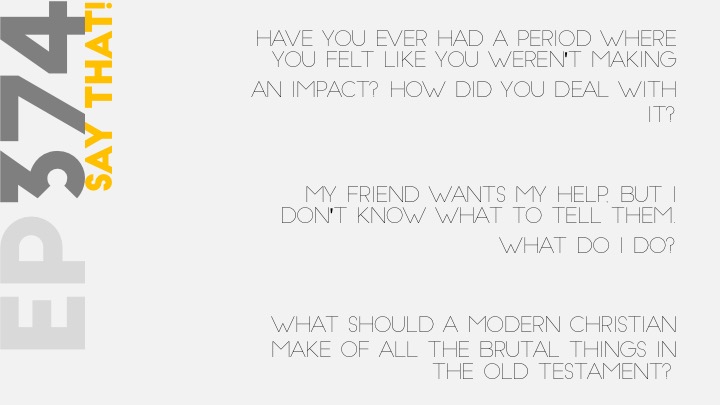 EP 374
SAY THAT!
HAVE YOU EVER HAD A PERIOD WHERE
YOU FELT LIKE YOU WEREN'T MAKING
AN IMPACT? HOW DID YOU DEAL WITH
IT?
MY FRIEND WANTS MY HELP. BUT I
DON'T KNOW WHAT TO TELL THEM.
WHAT DO I DO?
WHAT SHOULD A MODERN CHRISTIAN
MAKE OF ALL THE BRUTAL THINGS IN
THE OLD TESTAMENT?